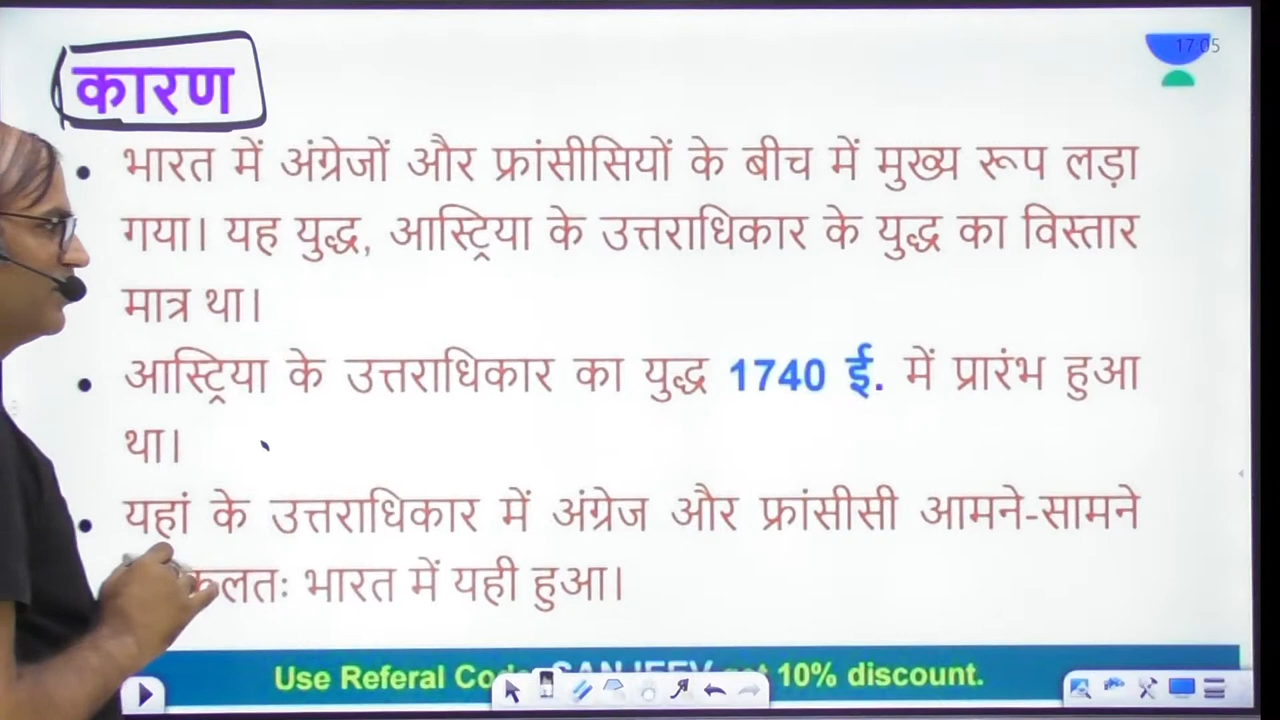 कारण
17:05
भारत में अंग्रेजों और फ्रांसीसियों के बीच में मुख्य रूप लड़ा
गया। यह युद्ध, आस्ट्रिया के उत्तराधिकार के युद्ध का विस्तार
मात्र था।
आस्ट्रिया के उत्तराधिकार का युद्ध 1740 ई. में प्रारंभ हुआ
था।
यहां के उत्तराधिकार में अंग्रेज और फ्रांसीसी आमने-सामने
भारत में यही हुआ।
Use Referal SANJEEV 10% discount.